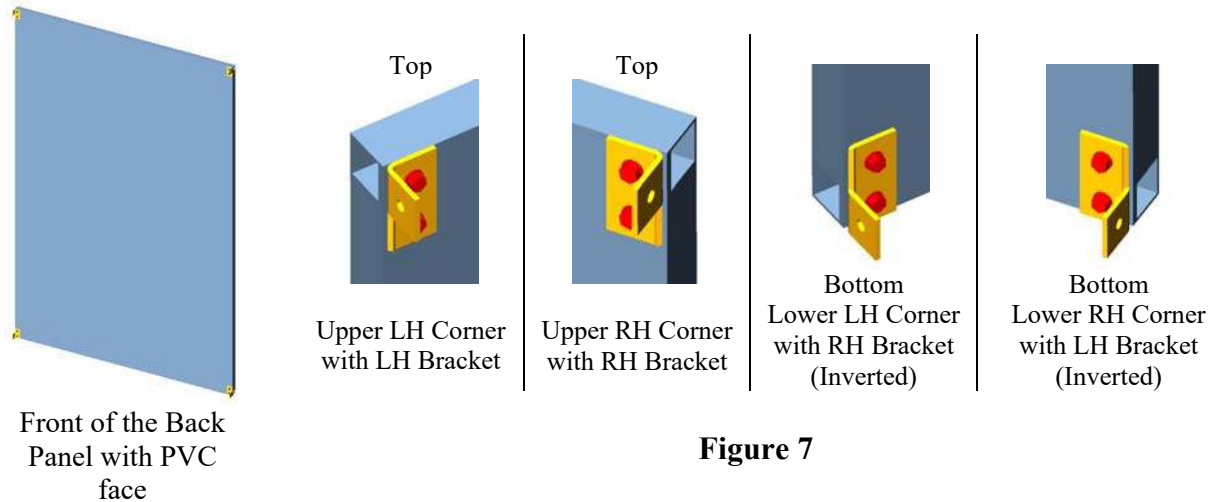 Top
Top
Upper LH Corner
with LH Bracket
Upper RH Corner
with RH Bracket
Bottom
Lower LH Corner
with RH Bracket
(Inverted)
Bottom
Lower RH Corner
with LH Bracket
(Inverted)
Front of the Back
Panel with PVC
face
Figure 7